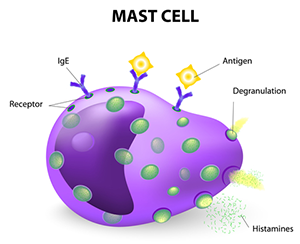 MAST CELL
IgE
Antigen
Receptor
Degranulation
Histamines